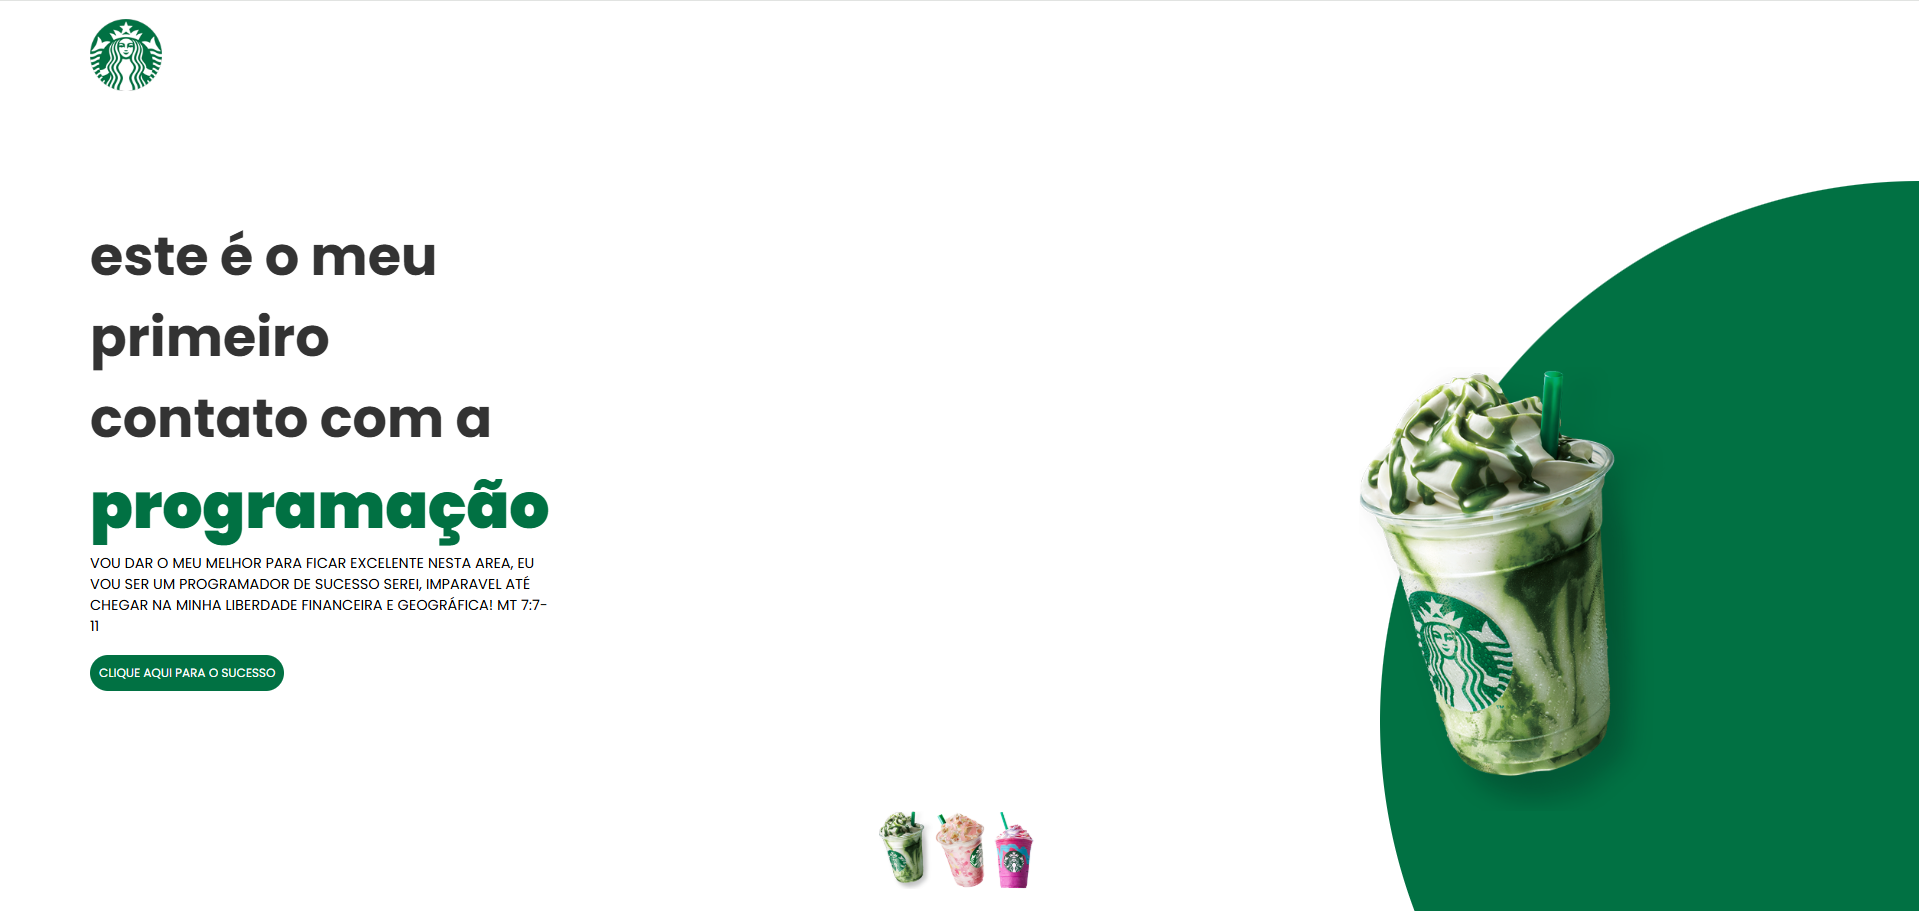 este é o meu
primeiro
contato com a
programação
VOU DAR O MEU MELHOR PARA FICAR EXCELENTE NESTA AREA, EU
VOU SER UM PROGRAMADOR DE SUCESSO SEREI, IMPARAVEL ATÉ
CHEGAR NA MINHA LIBERDADE FINANCEIRA E GEOGRÁFICA! MT 7:7-
11
CLIQUE AQUI PARA O SUCESSO